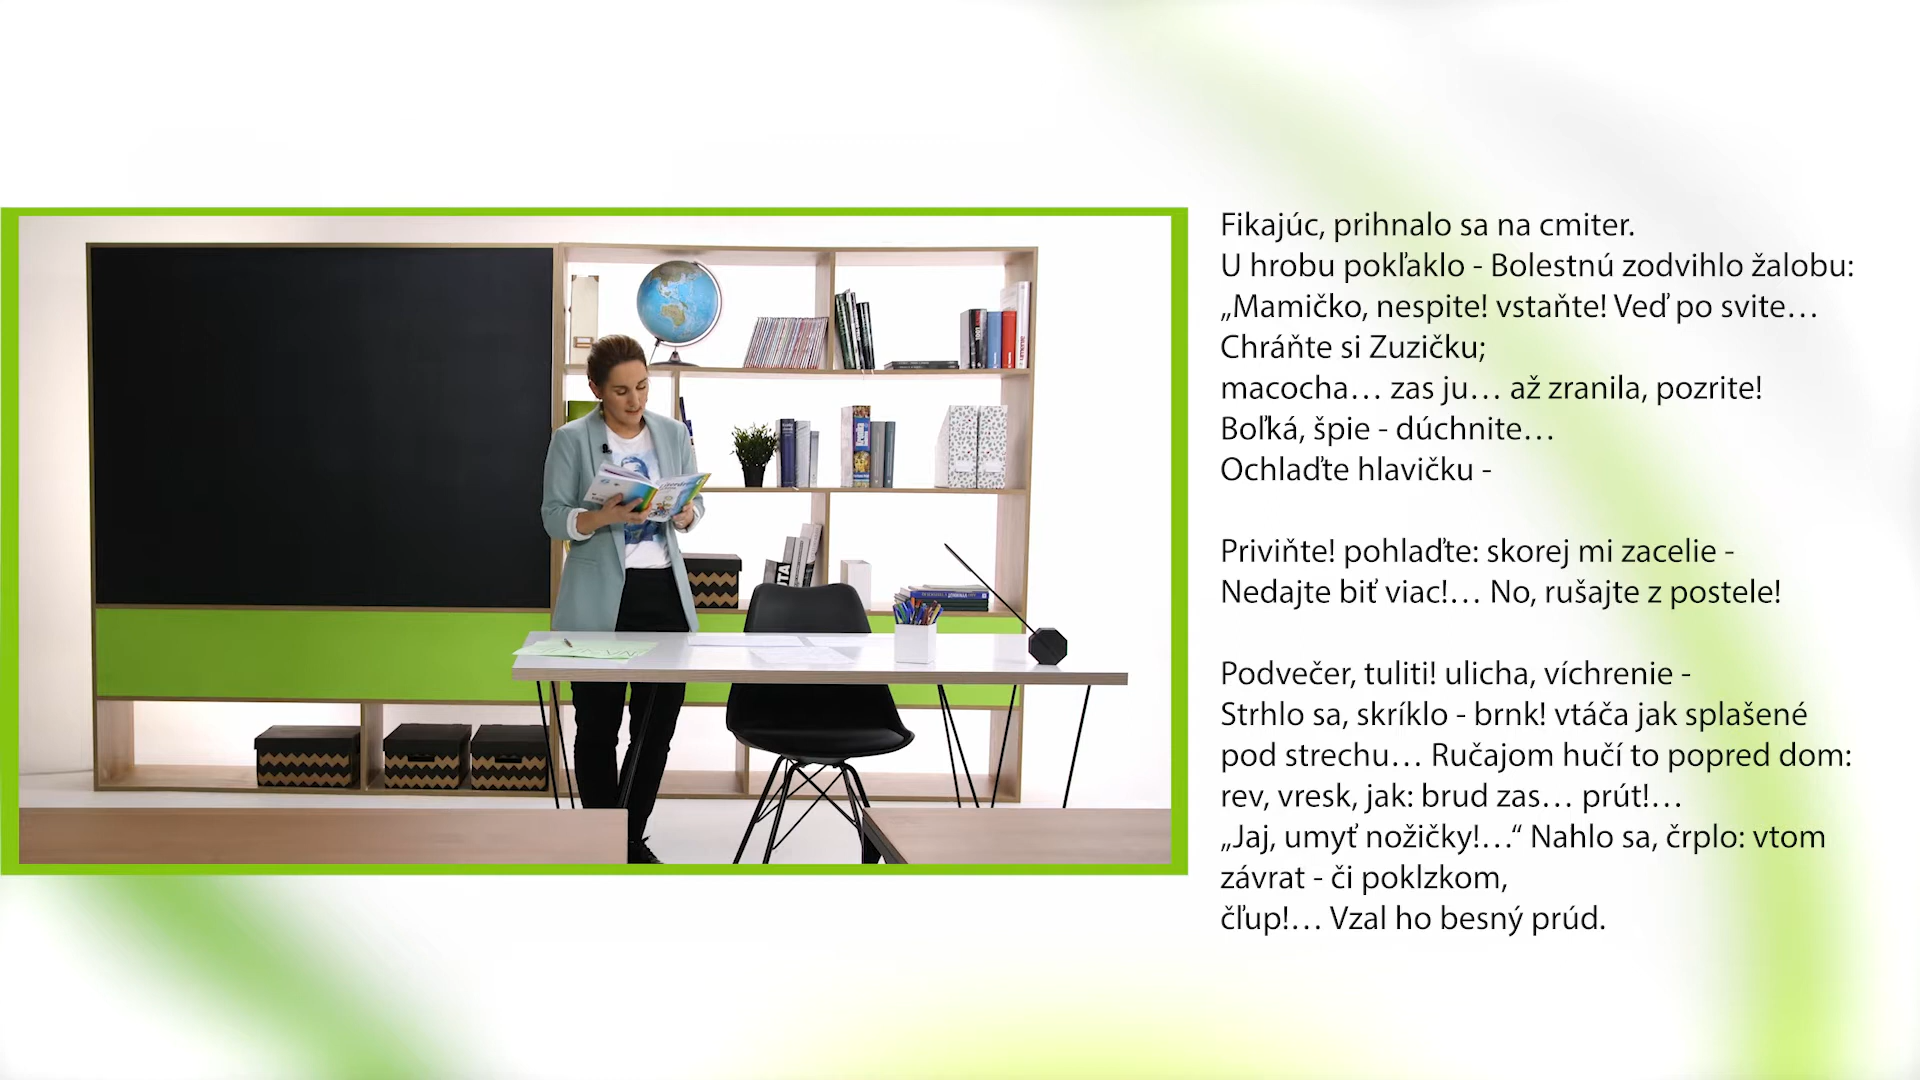 Fikajúc, prihnalo sa na cmiter.
U hrobu pokľaklo - Bolestnú zodvihlo žalobu:
„Mamičko, nespite! vstaňte! Veď po svite…
Chráňte si Zuzičku;
macocha… zas ju… až zranila, pozrite!
Boľká, špie - dúchnite…
Ochlaďte hlavičku -
Priviňte! pohlaďte: skorej mi zacelie -
Nedajte biť viac!… No, rušajte z postele!
Podvečer, tuliti! ulicha, víchrenie -
Strhlo sa, skríklo - brnk! vtáča jak splašené
pod strechu… Ručajom hučí to popred dom:
rev, vresk, jak: brud zas… prút!…
„Jaj, umyť nožičky!…“ Nahlo sa, črplo: vtom
závrat - či poklzkom,
čľup!… Vzal ho besný prúd.